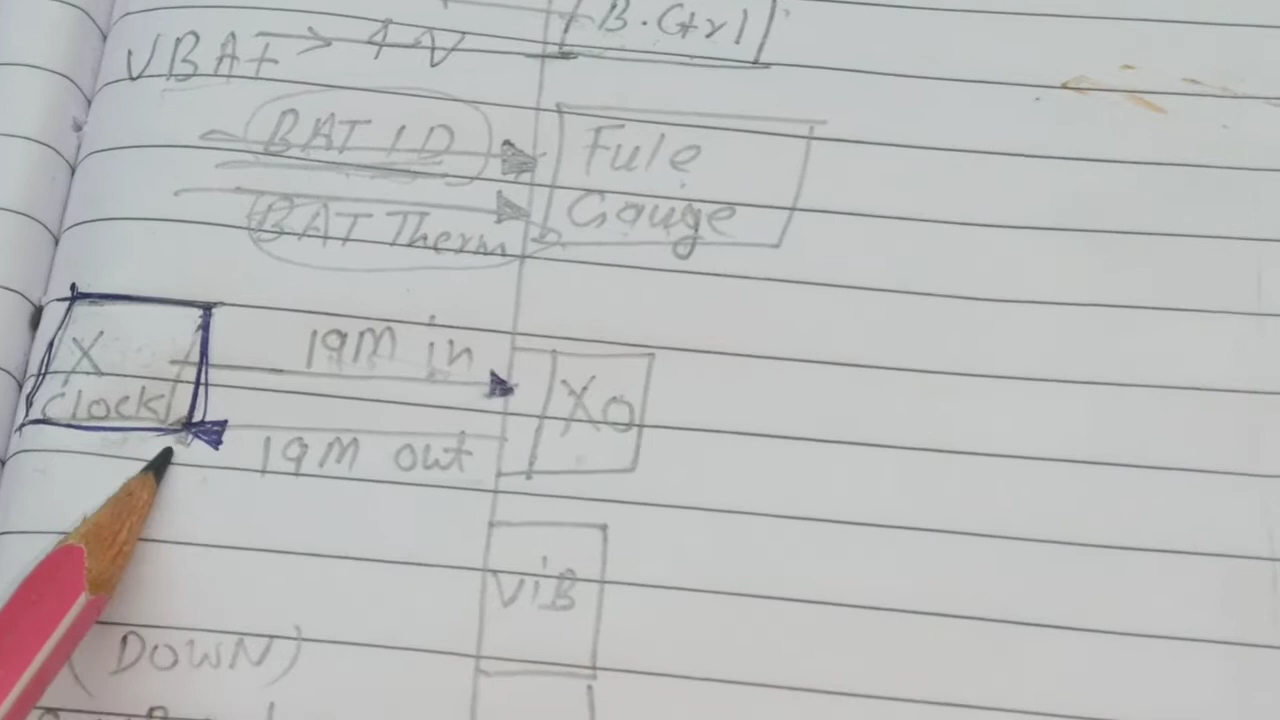 B.Ctrl
VBAT → 4V
BAT ID
Fule
Gauge
BAT Therm
19M in
X
clock
XO
19M out
ViB
(DOWN)